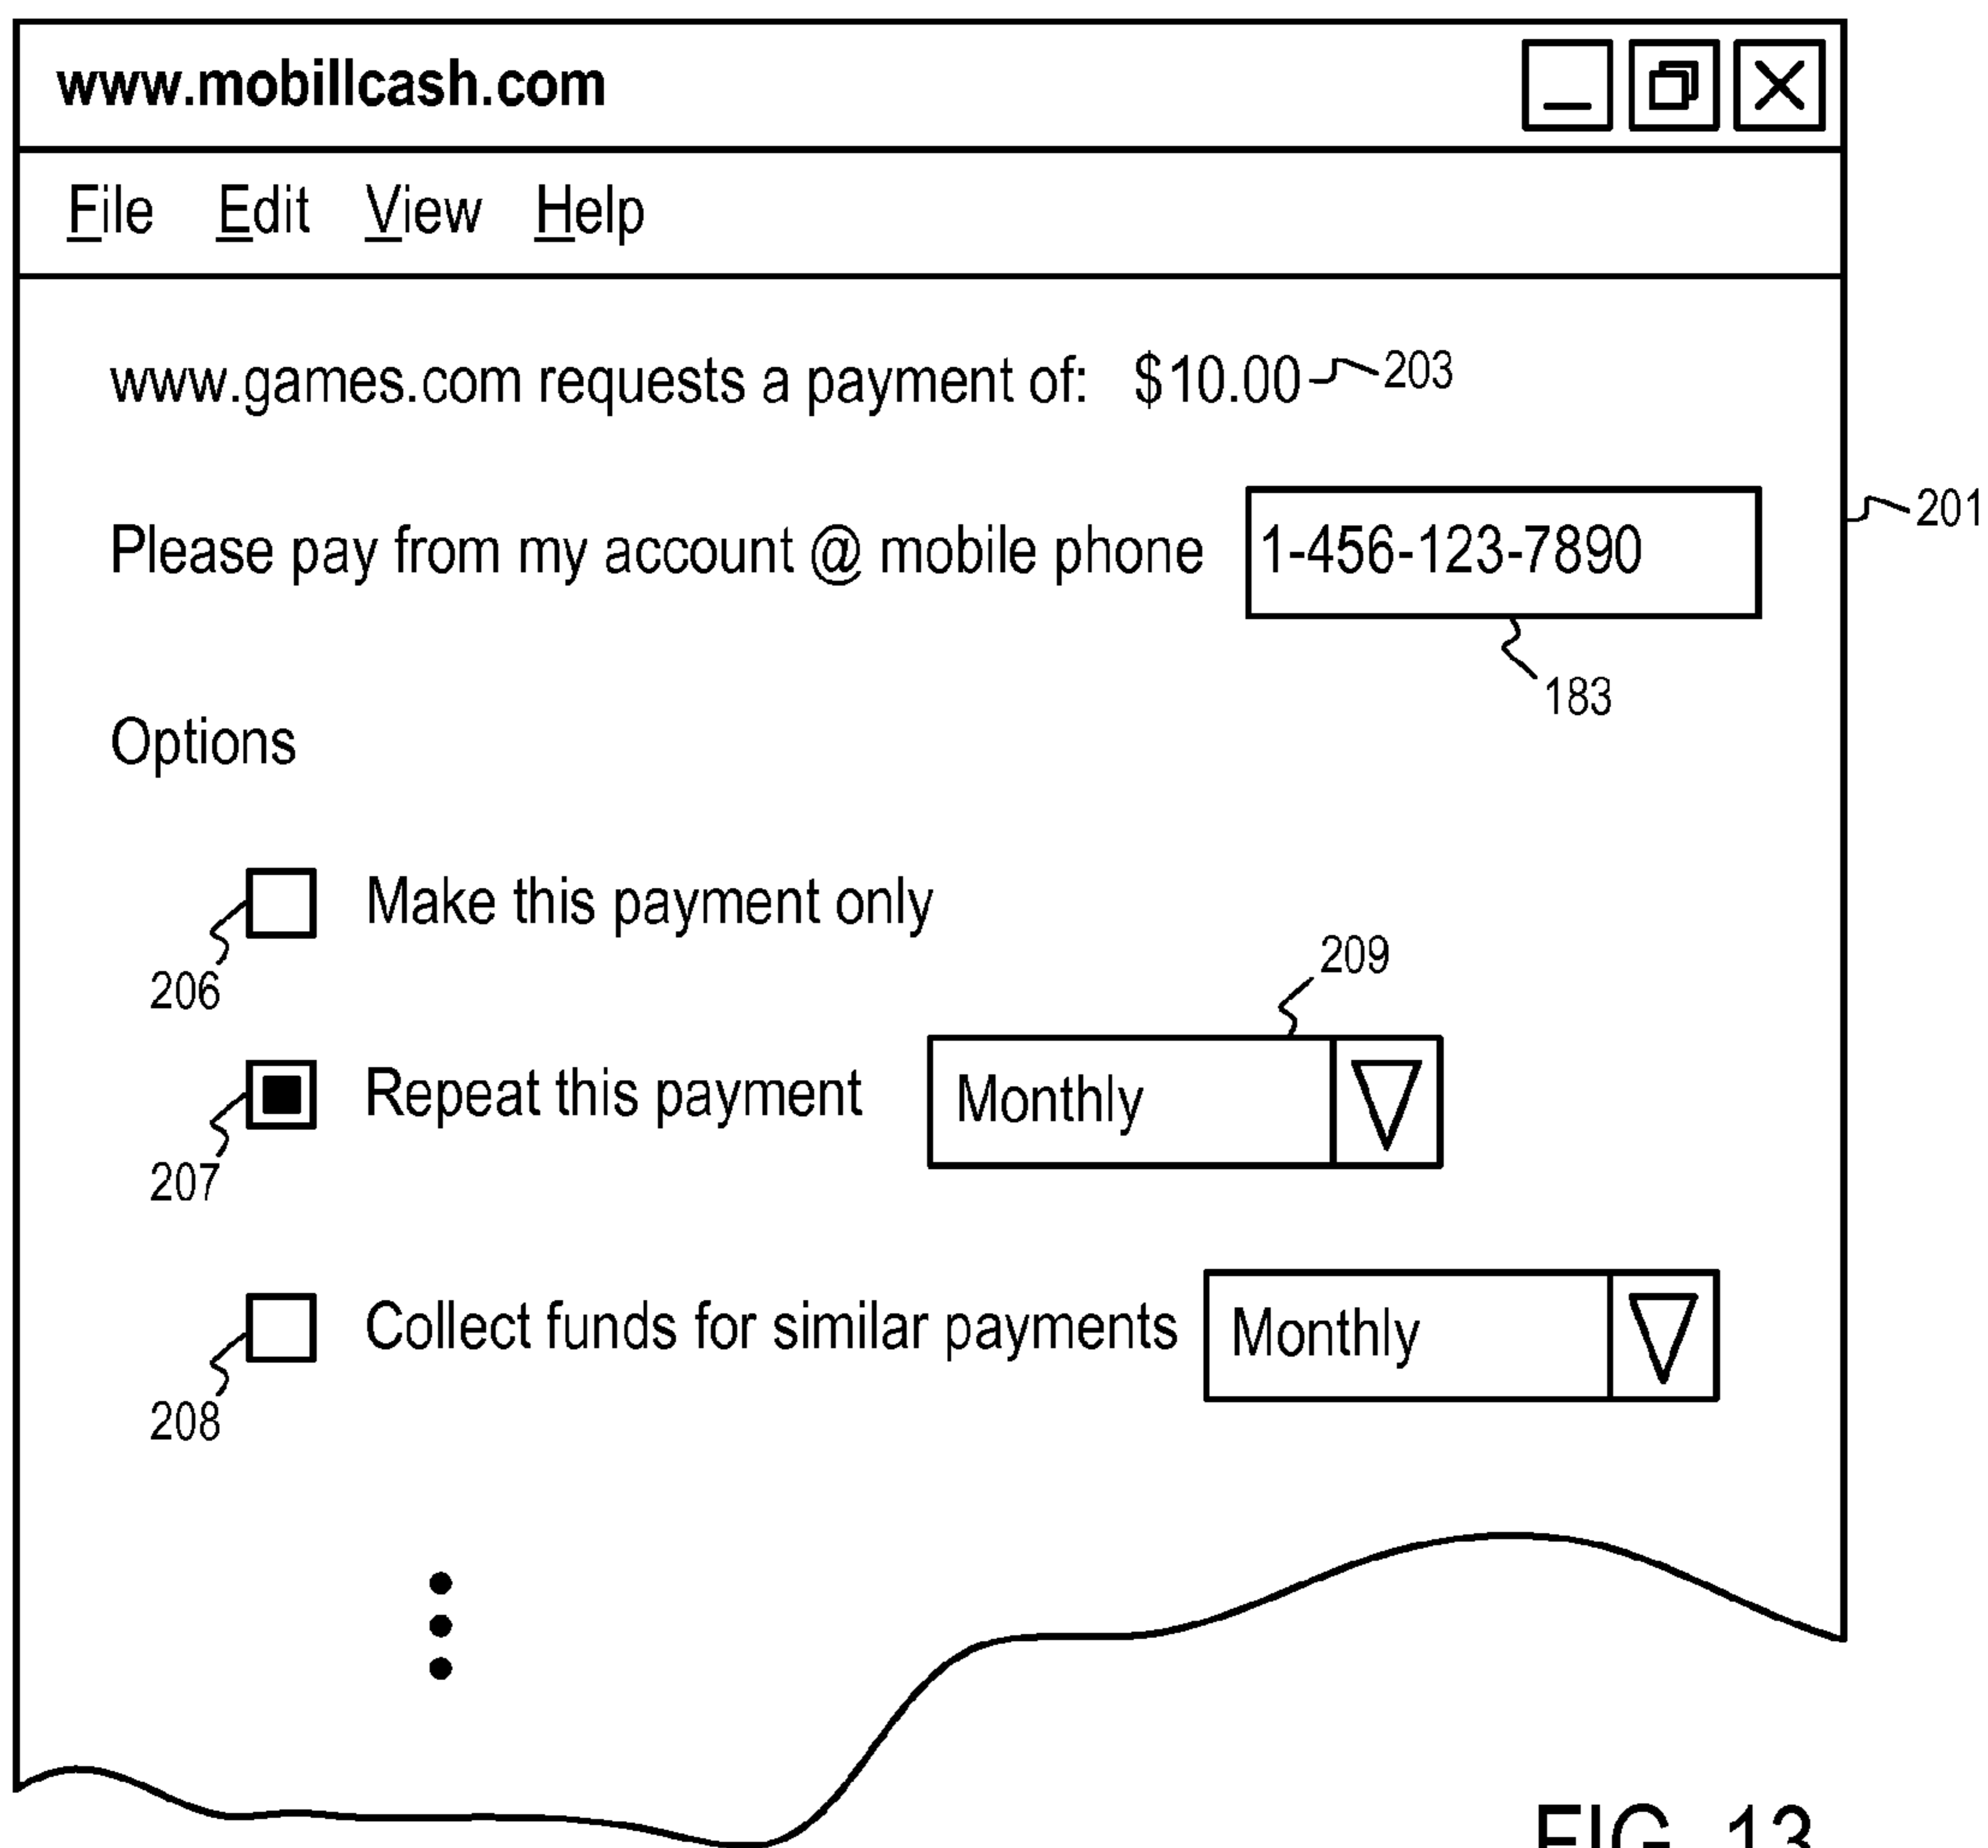 www.mobillcash.com
File Edit View Help
www.games.com requests a payment of: $10.00 203
201
Please pay from my account @ mobile phone 1-456-123-7890
183
Options
Make this payment only
206
209
Repeat this payment Monthly
207
Collect funds for similar payments Monthly
208
FIG. 13